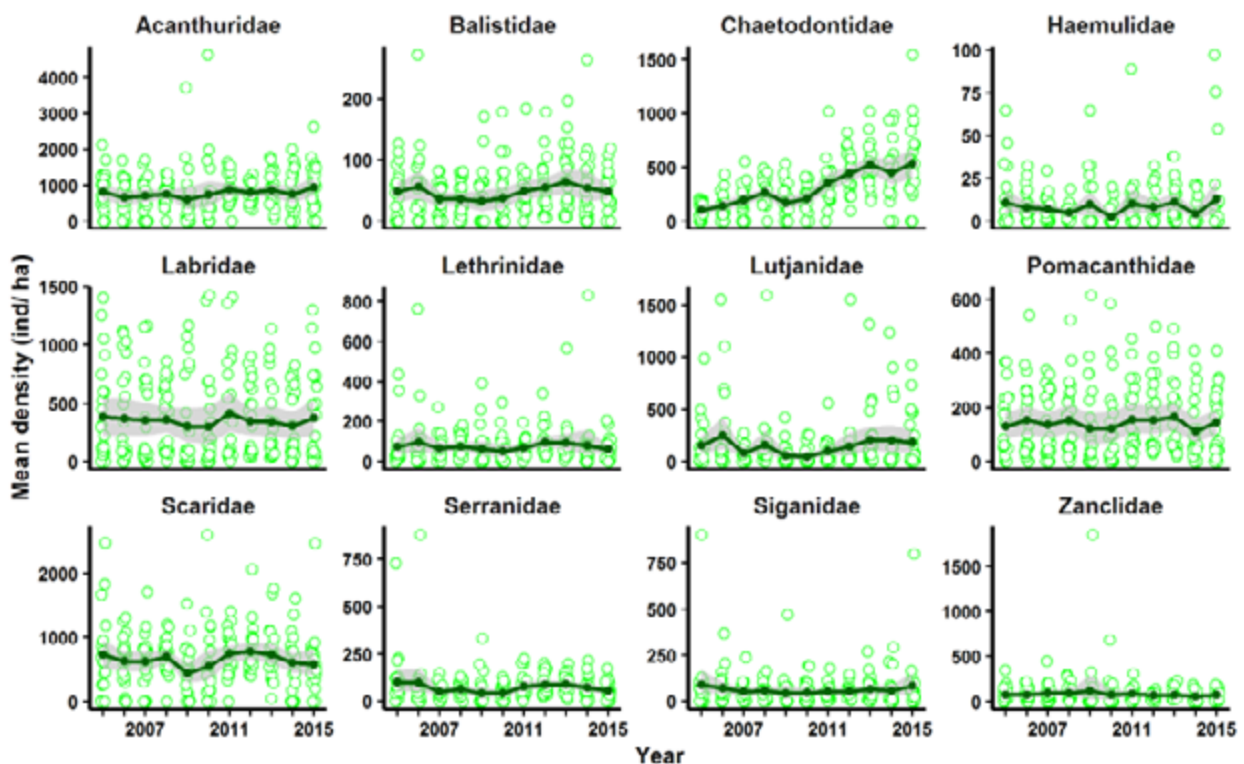 Acanthuridae Balistidae Chaetodontidae Haemulidae
4000 3000 2000 1000 0
200 100 0
1500 1000 500 0
100 75 50 25 0
Labridae Lethrinidae Lutjanidae Pomacanthidae
1500 1000 500 0
800 600 400 200 0
1500 1000 500 0
600 400 200 0
Mean density (ind/ ha)
Scaridae Serranidae Siganidae Zanclidae
2000 1000 0
750 500 250 0
750 500 250 0
1500 1000 500 0
2007 2011 2015 2007 2011 2015 2007 2011 2015 2007 2011 2015
Year